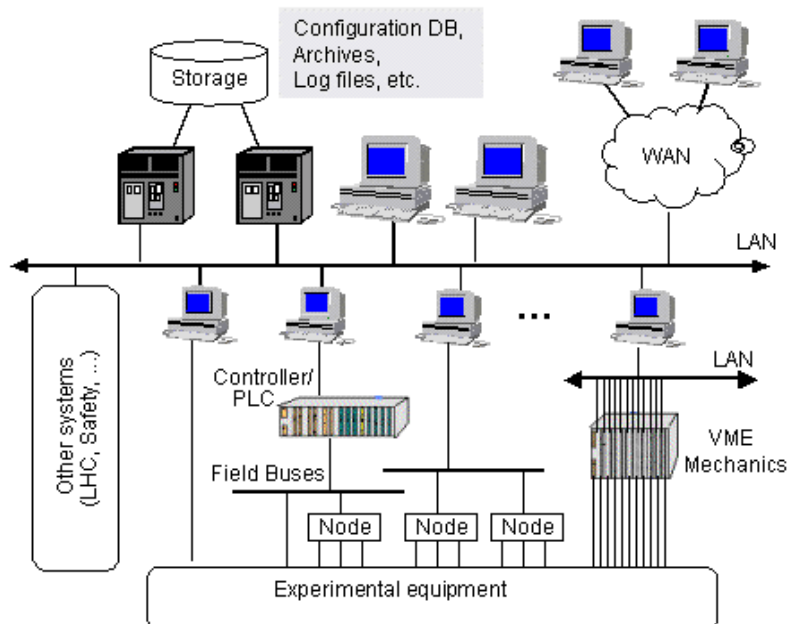 Configuration DB,
Archives,
Log files, etc.
Storage
WAN
LAN
...
Other systems
(LHC, Safety, ...)
Controller/
PLC
LAN
VME
Mechanics
Field Buses
Node
Node
Node
Experimental equipment